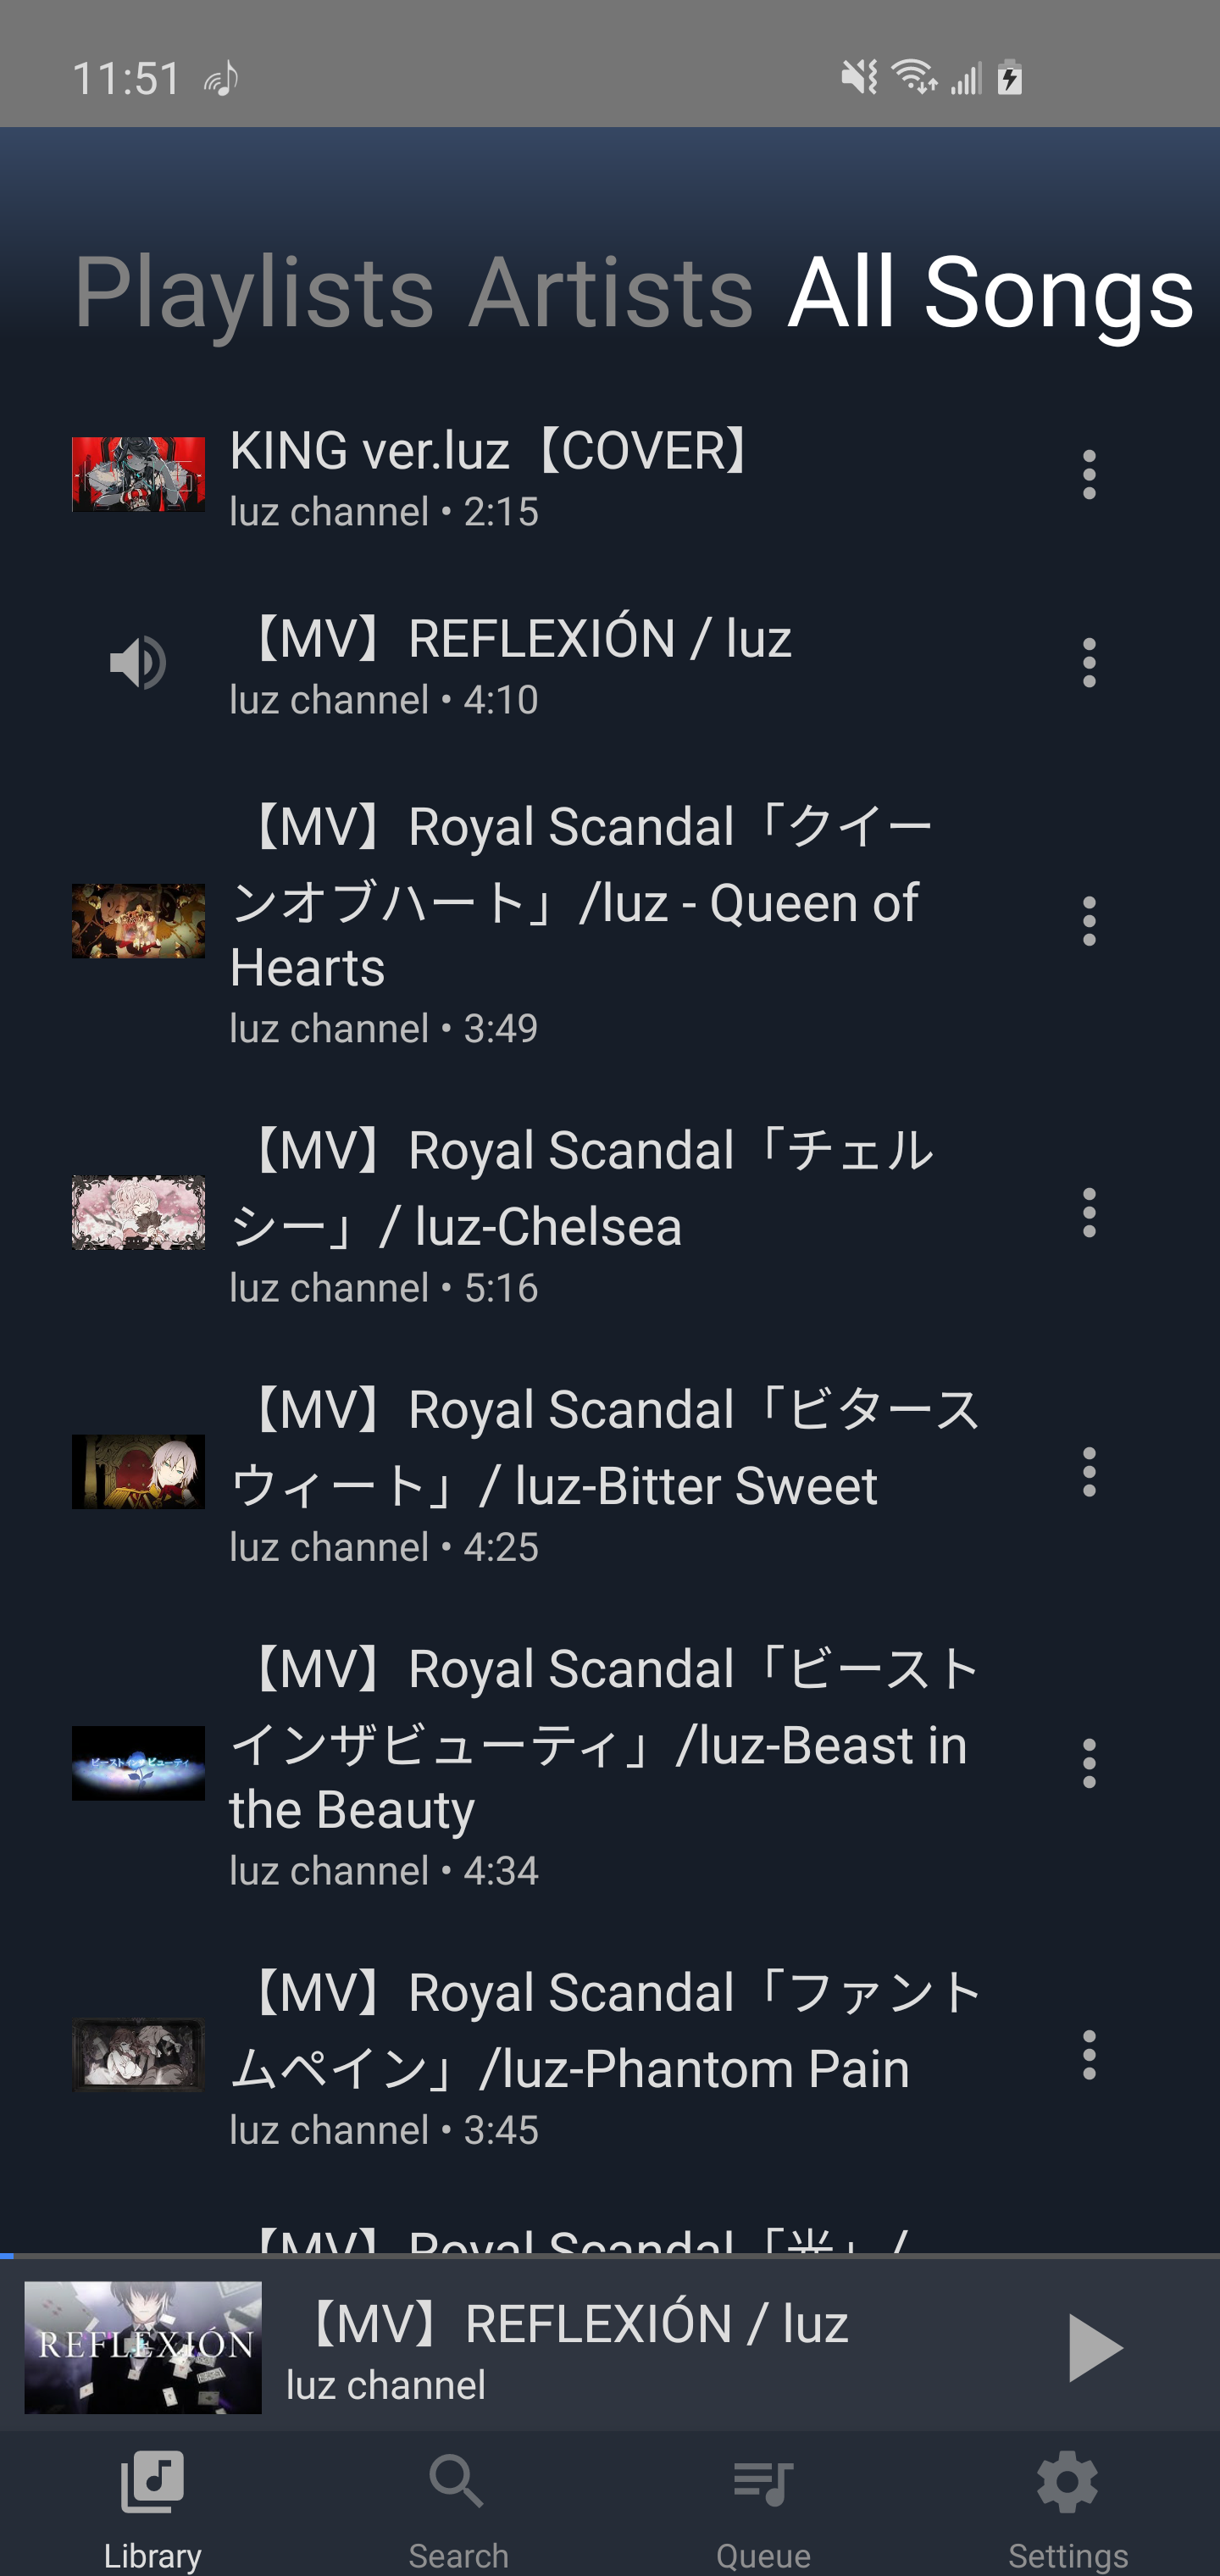 11:51
Playlists Artists All Songs
KING ver.luz【COVER】
luz channel • 2:15
【MV】REFLEXIÓN / luz
luz channel • 4:10
【MV】Royal Scandal「クイー
ンオブハート」/luz - Queen of
Hearts
luz channel • 3:49
【MV】Royal Scandal「チェル
シー」/ luz-Chelsea
luz channel • 5:16
【MV】Royal Scandal「ビタース
ウィート」/ luz-Bitter Sweet
luz channel • 4:25
【MV】Royal Scandal「ビースト
インザビューティ」/luz-Beast in
the Beauty
luz channel • 4:34
【MV】Royal Scandal「ファント
ムペイン」/luz-Phantom Pain
luz channel • 3:45
【MV】Royal Scandal「光」/
REFLEXIÓN
【MV】REFLEXIÓN / luz
luz channel
Library
Search
Queue
Settings